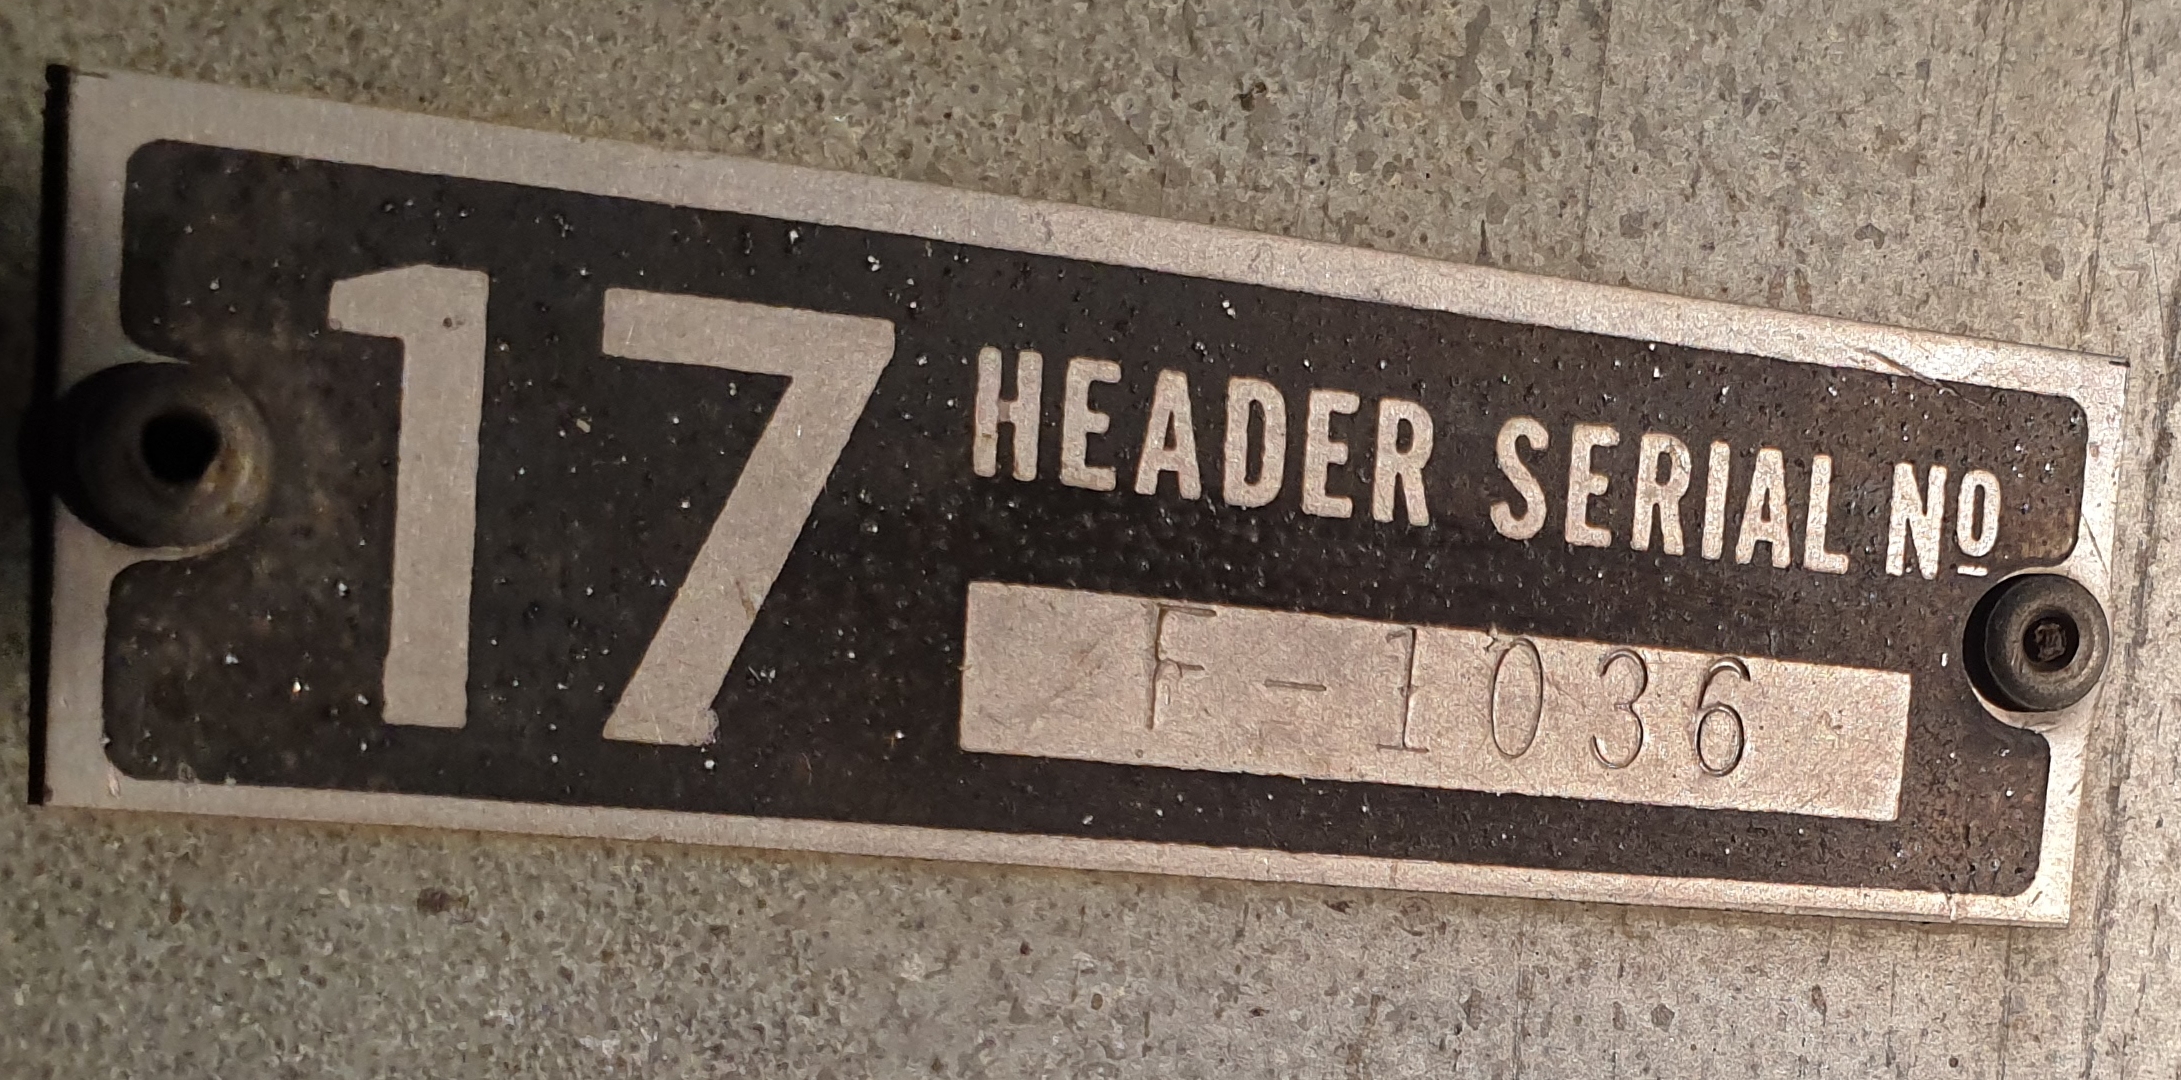 17 HEADER SERIAL Nº
F-1036